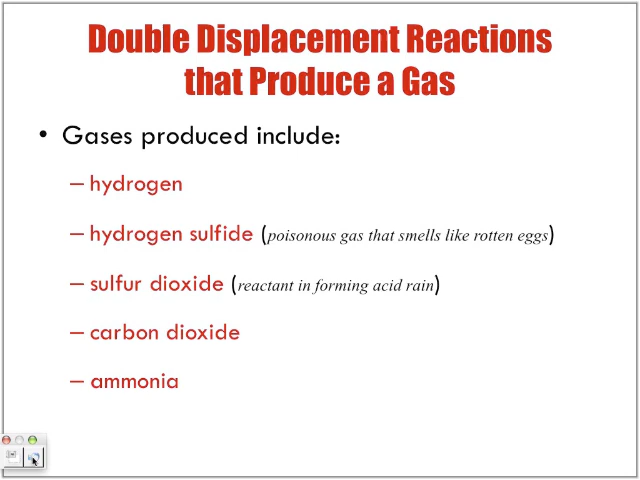 Double Displacement Reactions
that Produce a Gas
• Gases produced include:
– hydrogen
– hydrogen sulfide (poisonous gas that smells like rotten eggs)
– sulfur dioxide (reactant in forming acid rain)
– carbon dioxide
– ammonia